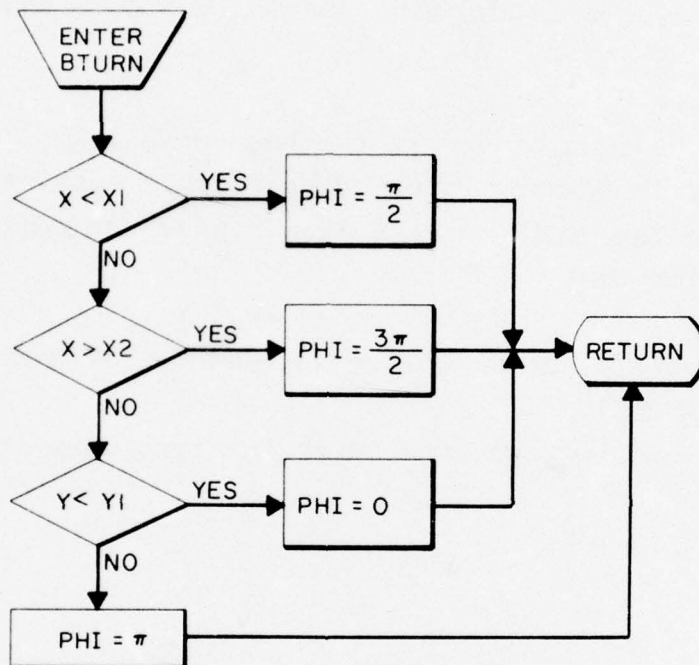 ENTER
BTURN
X < X1
YES
PHI = π/2
NO
X > X2
YES
PHI = 3π/2
RETURN
NO
Y < Y1
YES
PHI = 0
NO
PHI = π